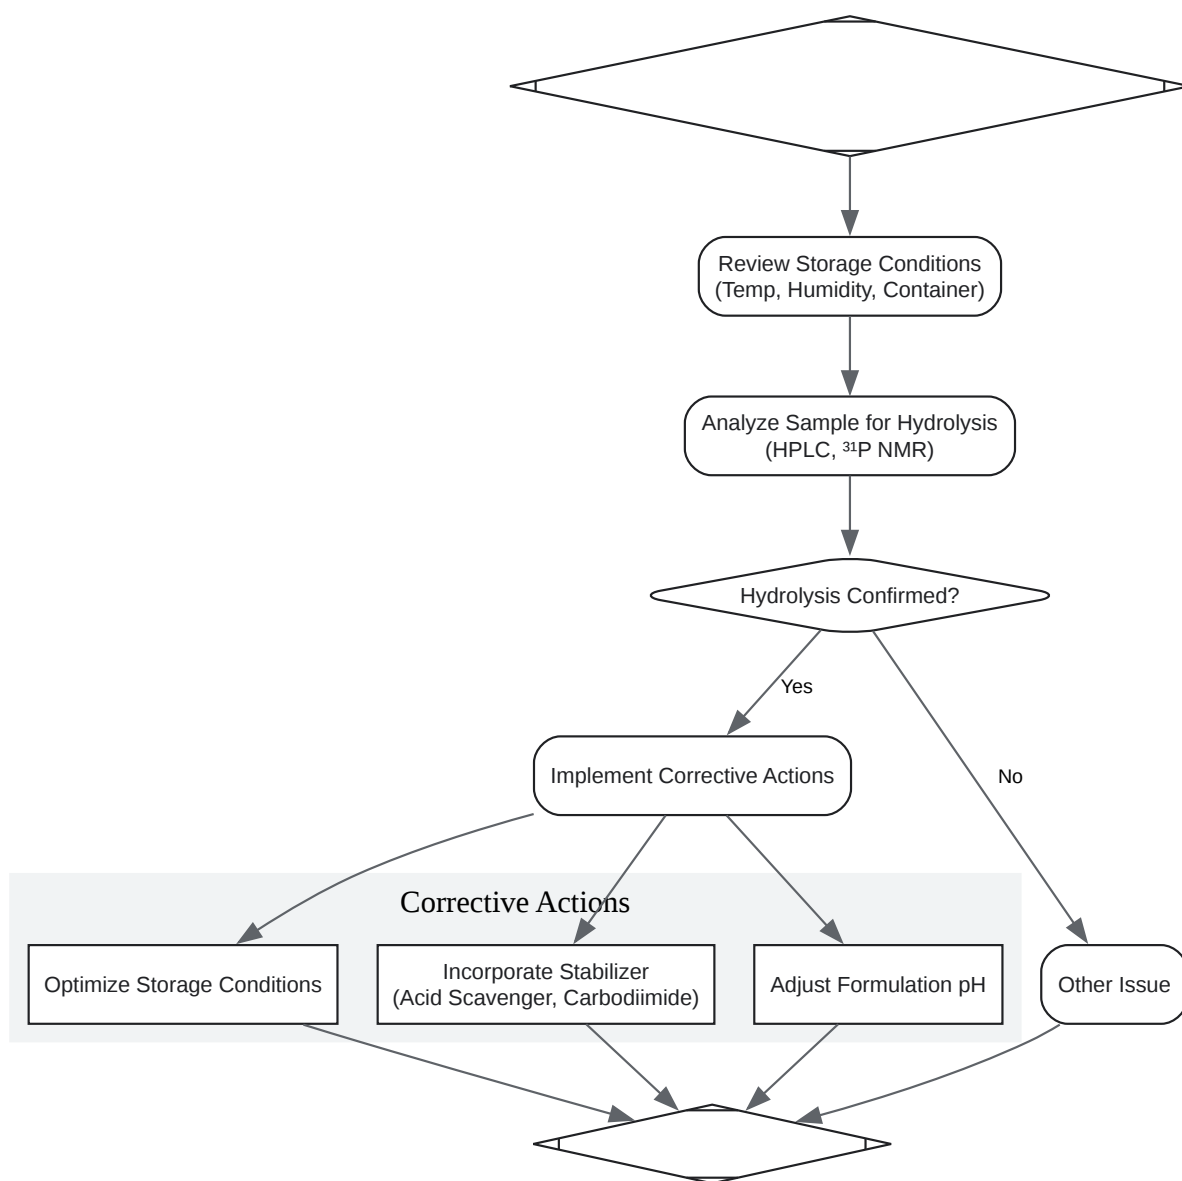 Review Storage Conditions
(Temp, Humidity, Container)
Analyze Sample for Hydrolysis
(HPLC, ³¹P NMR)
Hydrolysis Confirmed?
Yes
No
Implement Corrective Actions
Corrective Actions
Optimize Storage Conditions
Incorporate Stabilizer
(Acid Scavenger, Carbodiimide)
Adjust Formulation pH
Other Issue